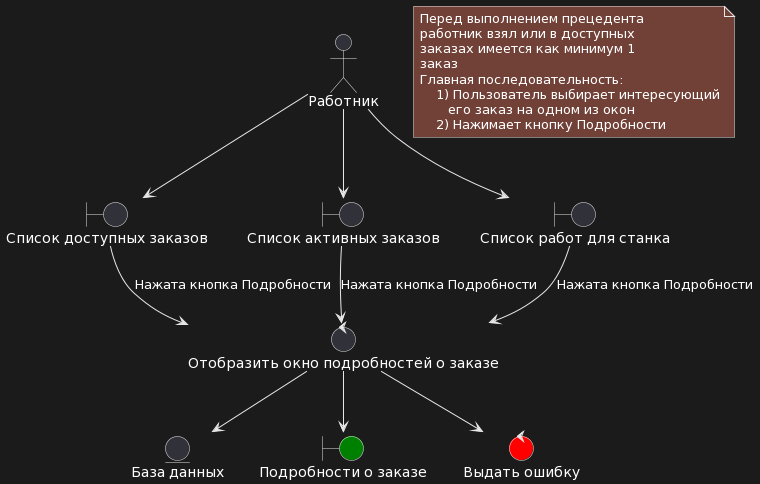 Перед выполнением прецедента
работник взял или в доступных
заказах имеется как минимум 1
заказ
Главная последовательность:
1) Пользователь выбирает интересующий
его заказ на одном из окон
2) Нажимает кнопку Подробности
Работник
Список доступных заказов
Список активных заказов
Список работ для станка
Нажата кнопка Подробности
Нажата кнопка Подробности
Нажата кнопка Подробности
Отобразить окно подробностей о заказе
База данных
Подробности о заказе
Выдать ошибку